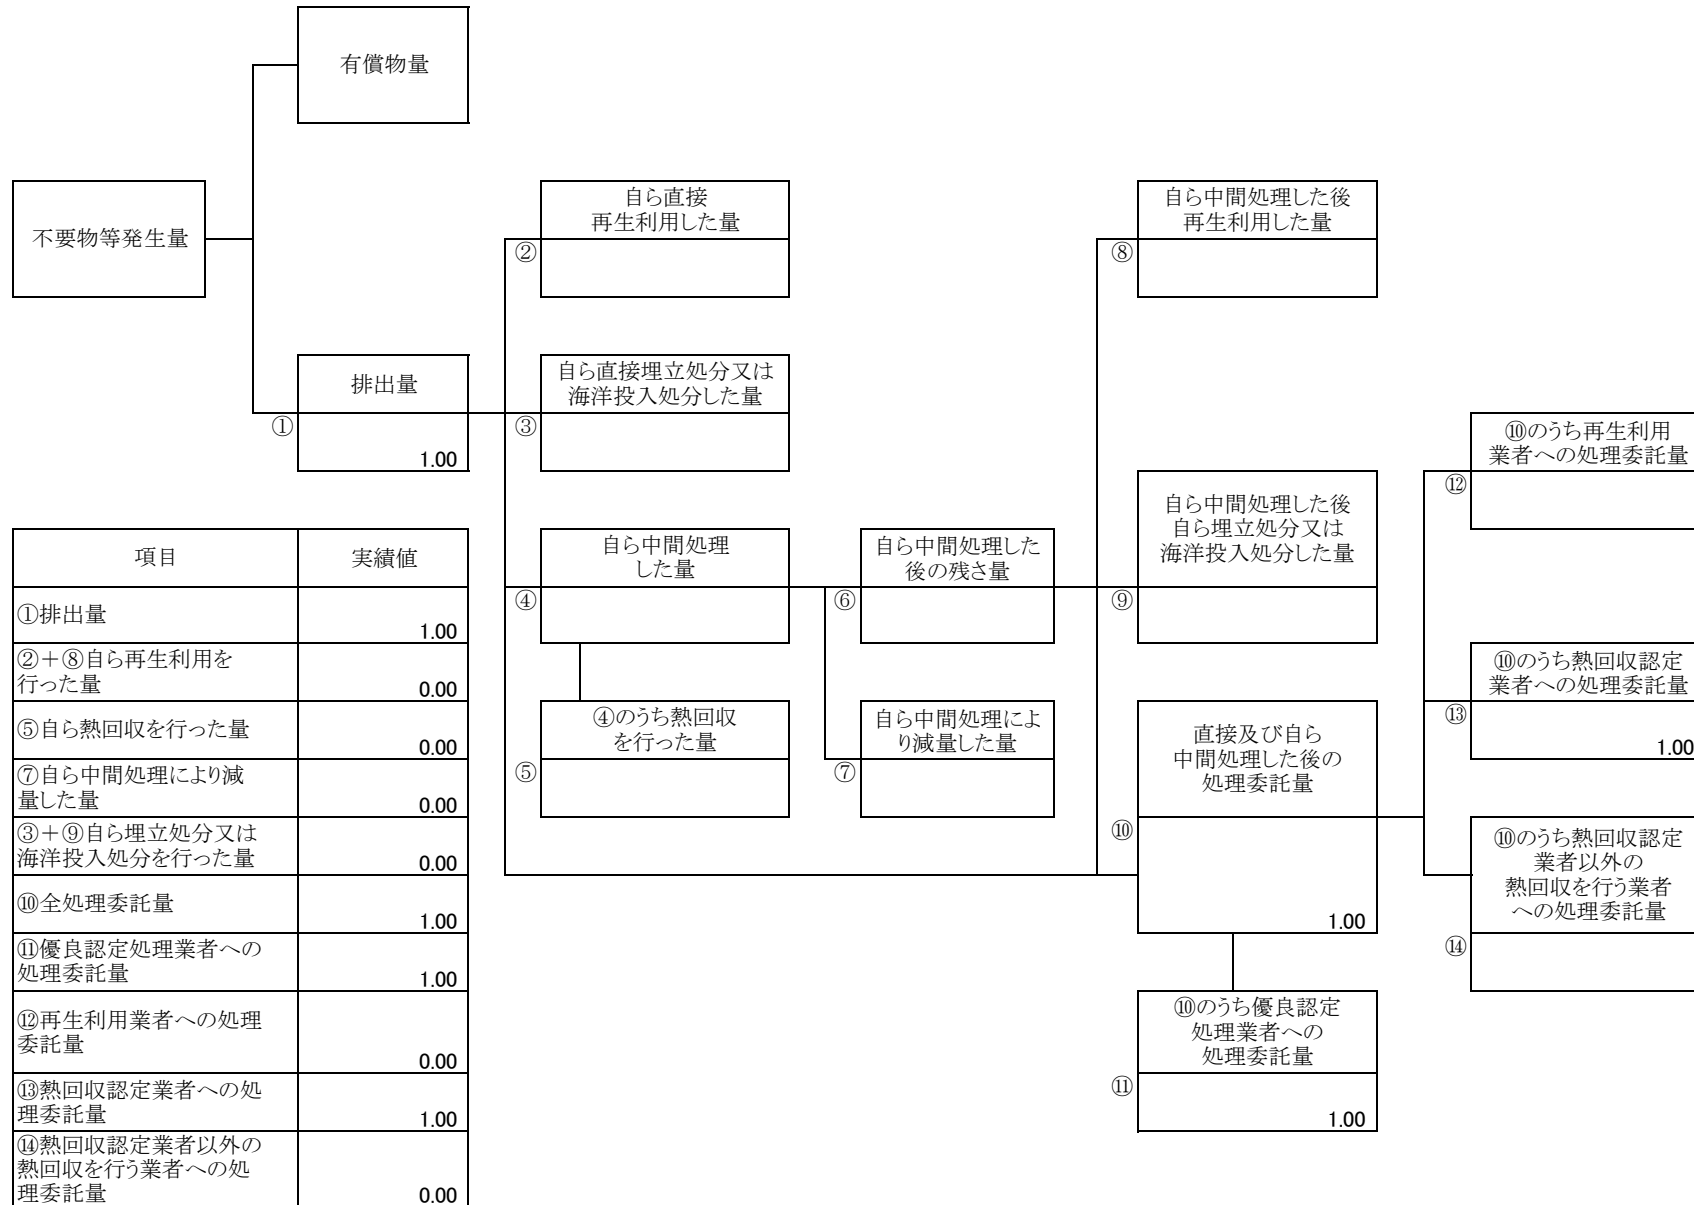 有償物量
不要物等発生量
自ら直接
再生利用した量
②
自ら中間処理した後
再生利用した量
⑧
排出量
①
1.00
自ら直接埋立処分又は
海洋投入処分した量
③
⑩のうち再生利用
業者への処理委託量
⑫
自ら中間処理
した量
④
自ら中間処理した
後の残さ量
⑥
自ら中間処理した後
自ら埋立処分又は
海洋投入処分した量
⑨
⑩のうち熱回収認定
業者への処理委託量
⑬
1.00
④のうち熱回収
を行った量
⑤
自ら中間処理によ
り減量した量
⑦
直接及び自ら
中間処理した後の
処理委託量
⑩
1.00
⑩のうち熱回収認定
業者以外の
熱回収を行う業者
への処理委託量
⑭
⑩のうち優良認定
処理業者への
処理委託量
⑪
1.00
項目 実績値
①排出量
1.00
②＋⑧自ら再生利用を
行った量
0.00
⑤自ら熱回収を行った量
0.00
⑦自ら中間処理により減
量した量
0.00
③＋⑨自ら埋立処分又は
海洋投入処分を行った量
0.00
⑩全処理委託量
1.00
⑪優良認定処理業者への
処理委託量
1.00
⑫再生利用業者への処理
委託量
0.00
⑬熱回収認定業者への処
理委託量
1.00
⑭熱回収認定業者以外の
熱回収を行う業者への処
理委託量
0.00